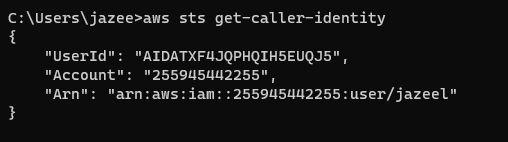 C:\Users\jazee>aws sts get-caller-identity
{
    "UserId": "AIDATXF4JQPHQIH5EUQJ5",
    "Account": "255945442255",
    "Arn": "arn:aws:iam::255945442255:user/jazeel"
}